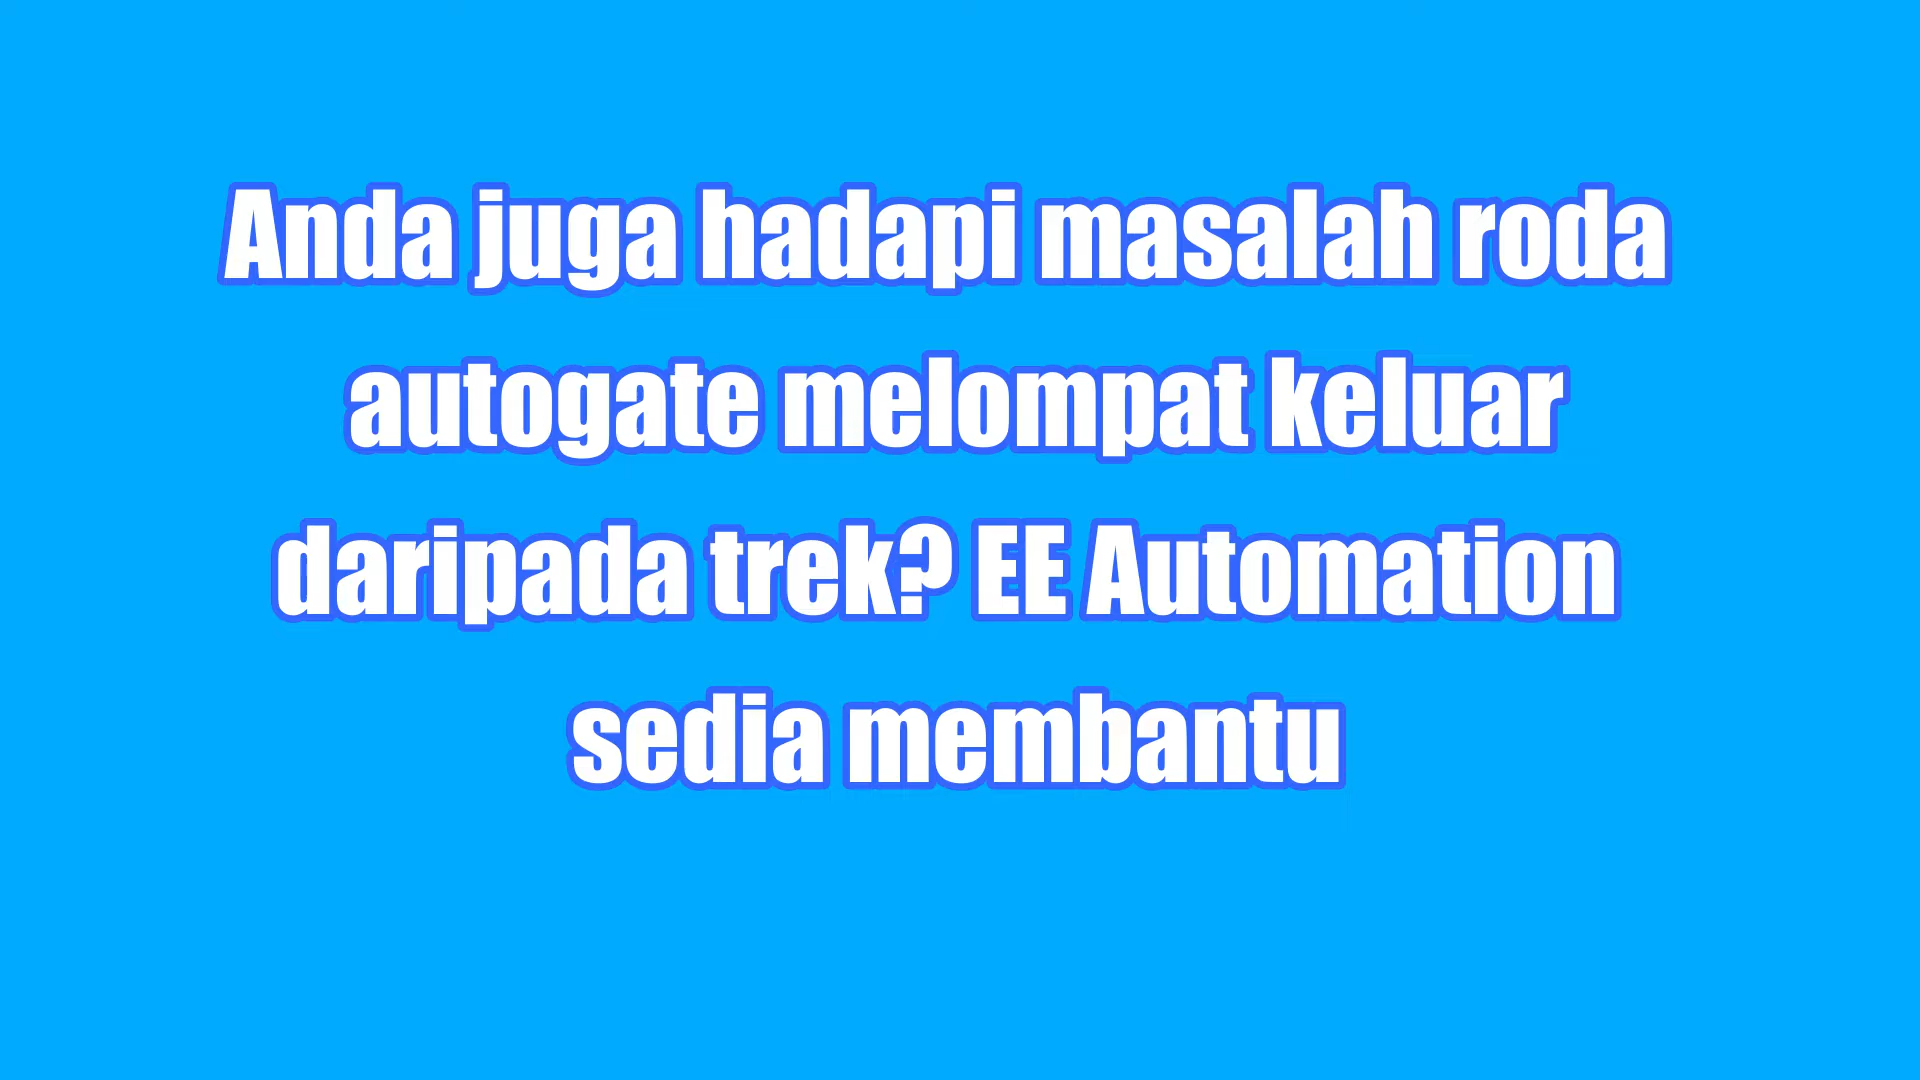 Anda juga hadapi masalah roda
autogate melompat keluar
daripada trek? EE Automation
sedia membantu